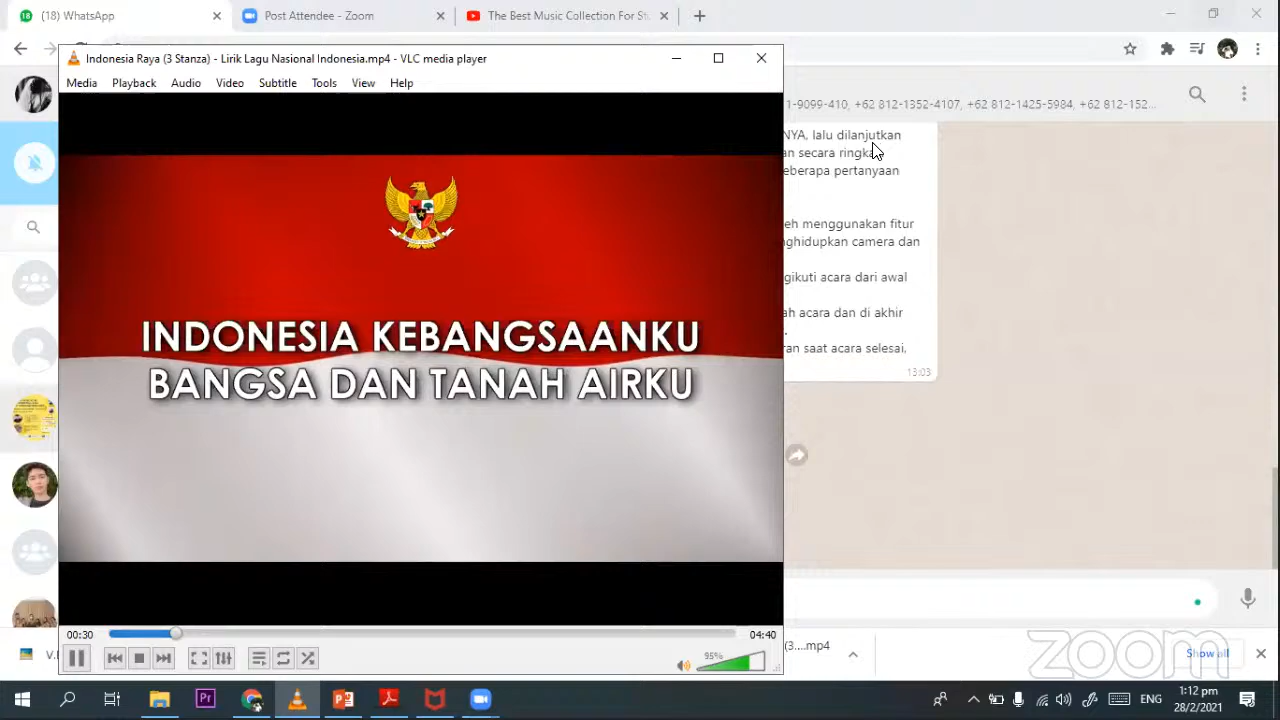 (18) WhatsApp
Post Attendee - Zoom
The Best Music Collection For St
Indonesia Raya (3 Stanza) - Lirik Lagu Nasional Indonesia.mp4 - VLC media player
Media Playback Audio Video Subtitle Tools View Help
1-9099-410, +62 812-1352-4107, +62 812-1425-5984, +62 812-152...
NYA, lalu dilanjutkan
an secara ringka
eberapa pertanyaan
eh menggunakan fitur
ghidupkan camera dan
gikuti acara dari awal
ah acara dan di akhir
ran saat acara selesai,
13:03
INDONESIA KEBANGSAANKU
BANGSA DAN TANAH AIRKU
00:30
04:40
95%
(3....mp4
Show all
zoom
Pr
ENG
1:12 pm
28/2/2021